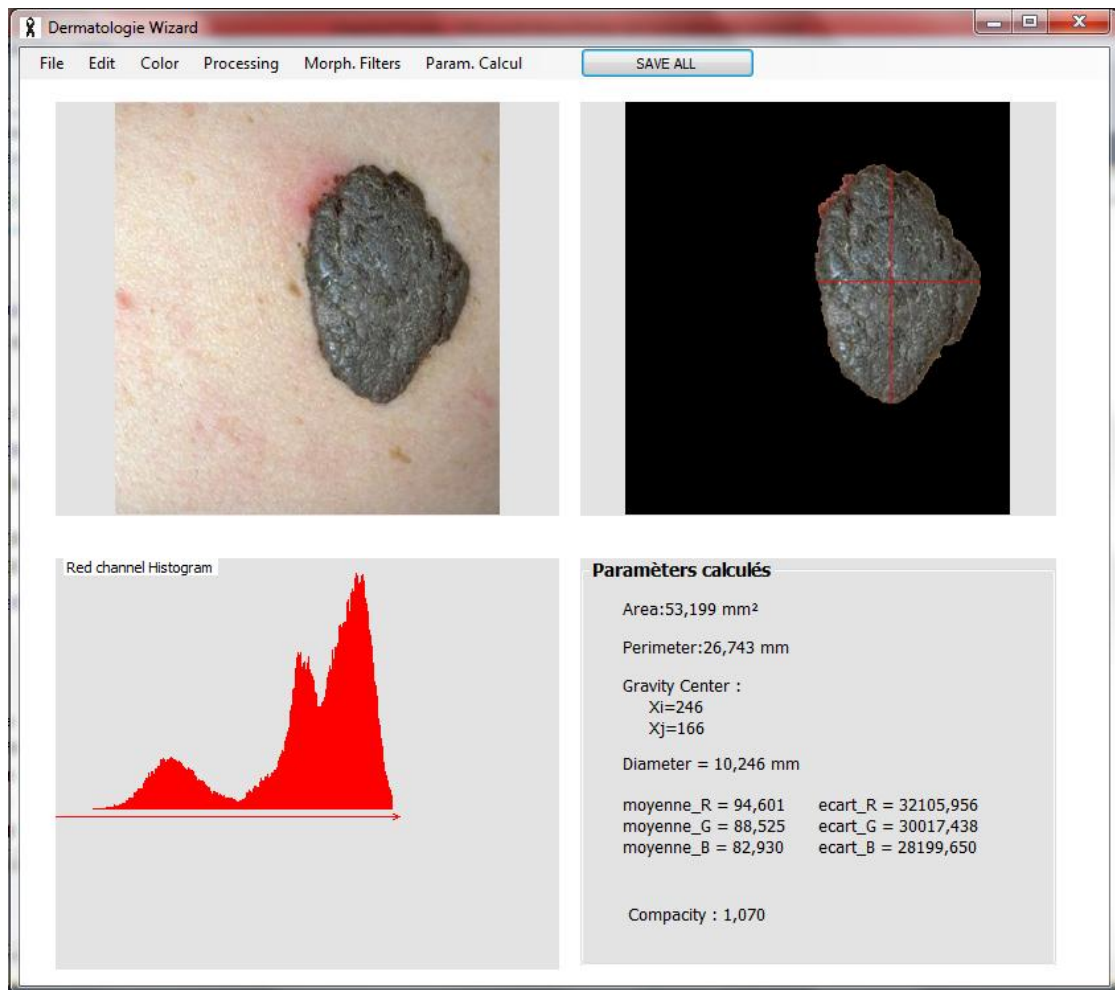 Dermatologie Wizard
File Edit Color Processing Morph. Filters Param. Calcul SAVE ALL
Red channel Histogram
Paramèters calculés
Area:53,199 mm²
Perimeter:26,743 mm
Gravity Center :
Xi=246
Xj=166
Diameter = 10,246 mm
moyenne_R = 94,601 ecart_R = 32105,956
moyenne_G = 88,525 ecart_G = 30017,438
moyenne_B = 82,930 ecart_B = 28199,650
Compacity : 1,070